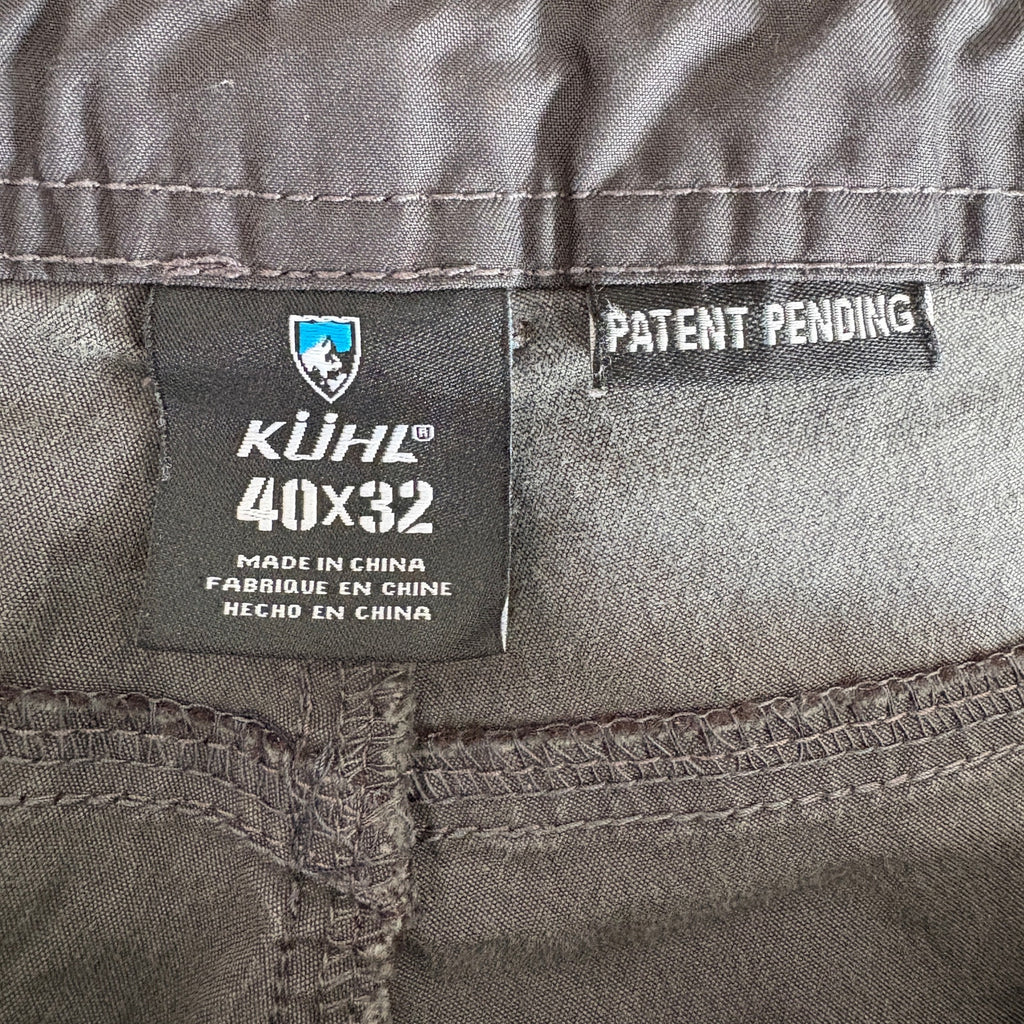 KÜHL®
40X32
MADE IN CHINA
FABRIQUE EN CHINE
HECHO EN CHINA
PATENT PENDING